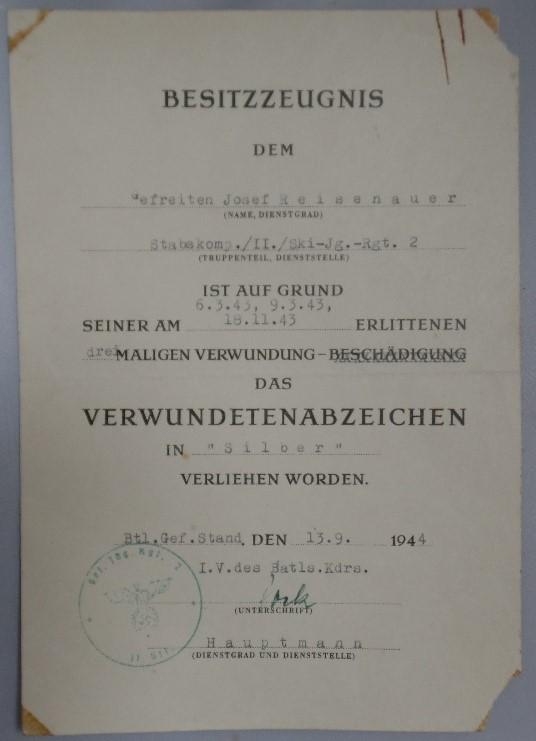 BESITZZEUGNIS
DEM
Gefreiten Josef Reisenauer
(NAME, DIENSTGRAD)
Stabskomp./II./Ski-Jg.-Rgt. 2
(TRUPPENTEIL, DIENSTSTELLE)
IST AUF GRUND
6.3.43, 9.3.43,
SEINER AM 18.11.43 ERLITTENEN
dreiMALIGEN VERWUNDUNG – BESCHÄDIGUNG
DAS
VERWUNDETENABZEICHEN
IN "Silber"
VERLIEHEN WORDEN.
Btl.Gef.Stand, DEN 13.9. 1944
I.V.des Batls.Kdrs.
(UNTERSCHRIFT)
Hauptmann
(DIENSTGRAD UND DIENSTSTELLE)